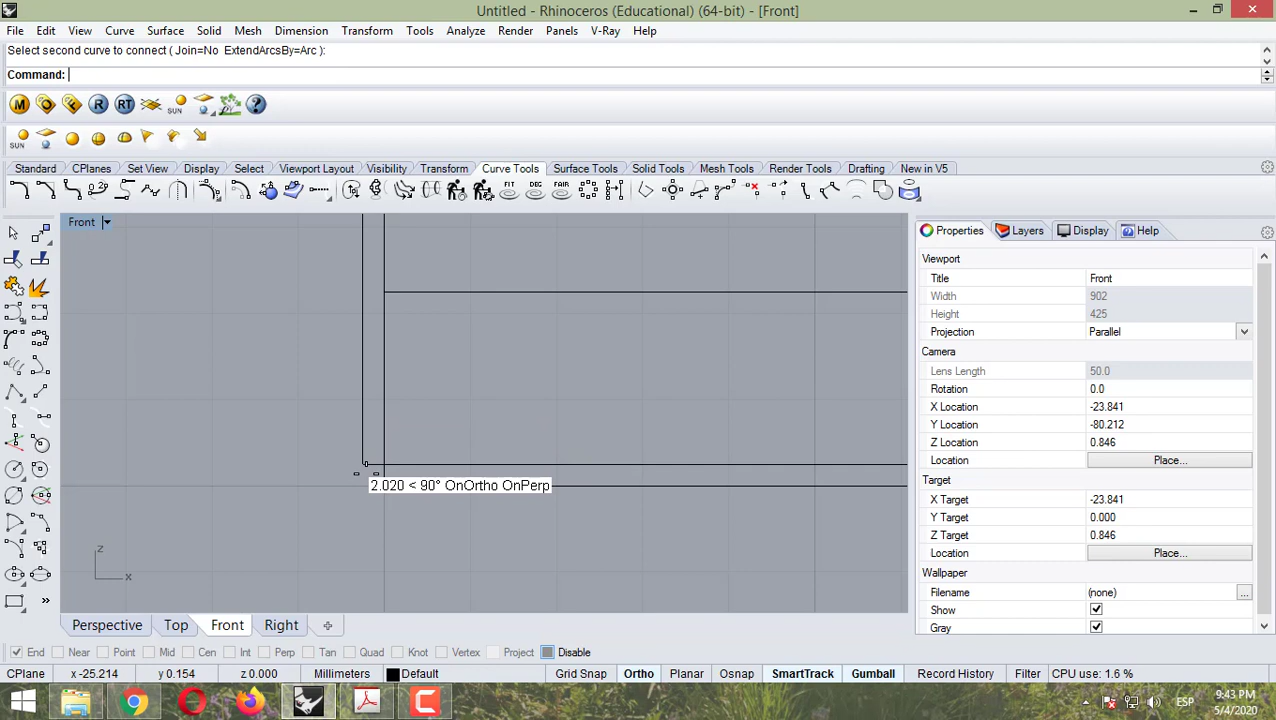 Untitled - Rhinoceros (Educational) (64-bit) - [Front]
File Edit View Curve Surface Solid Mesh Dimension Transform Tools Analyze Render Panels V-Ray Help
Select second curve to connect ( Join=No ExtendArcsBy=Arc ):
Command:
M O F R RT SUN ?
SUN
Standard CPlanes Set View Display Select Viewport Layout Visibility Transform Curve Tools Surface Tools Solid Tools Mesh Tools Render Tools Drafting New in V5
FIT DEG FAIR
Front
Properties Layers Display Help
Viewport
Title Front
Width 902
Height 425
Projection Parallel
Camera
Lens Length 50.0
Rotation 0.0
X Location -23.841
Y Location -80.212
Z Location 0.846
Location Place...
Target
X Target -23.841
Y Target 0.000
Z Target 0.846
Location Place...
Wallpaper
Filename (none) ...
Show
Gray
2.020 < 90° OnOrtho OnPerp
z
x
Perspective Top Front Right
End Near Point Mid Cen Int Perp Tan Quad Knot Vertex Project Disable
CPlane x -25.214 y 0.154 z 0.000 Millimeters Default Grid Snap Ortho Planar Osnap SmartTrack Gumball Record History Filter CPU use: 1.6 %
ESP
9:43 PM
5/4/2020